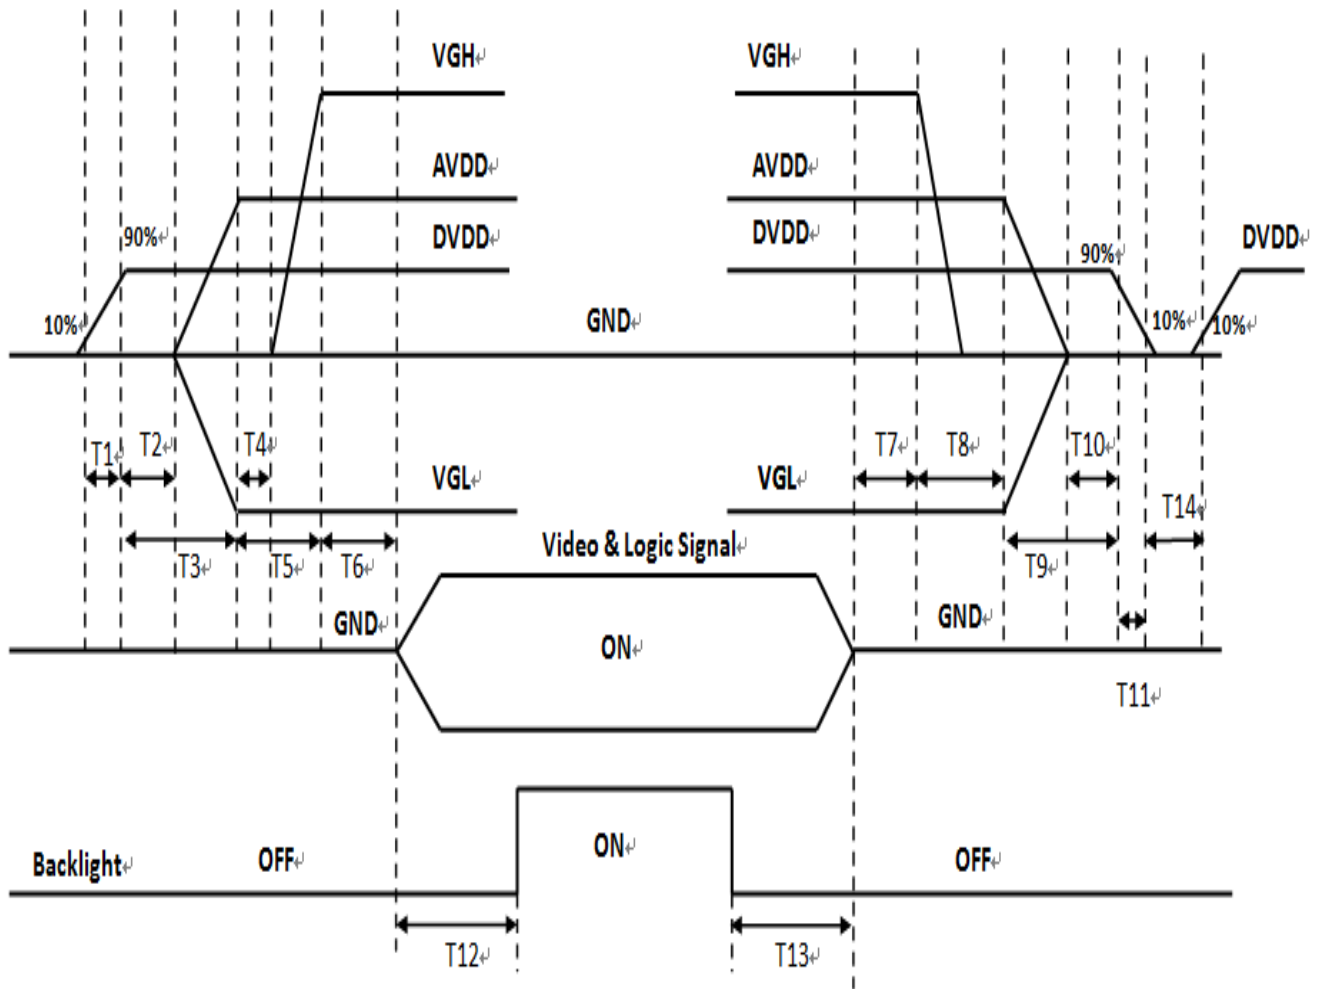 VGH↵ VGH↵
AVDD↵ AVDD↵
90%↵ DVDD↵ DVDD↵ 90%↵ DVDD↵
10%↵ GND↵ 10%↵ 10%↵
T1↵ T2↵ T4↵ T7↵ T8↵ T10↵
VGL↵ VGL↵ T14↵
T3↵ T5↵ T6↵ Video & Logic Signal↵ T9↵
GND↵ ON↵ GND↵
T11↵
Backlight↵ OFF↵ ON↵ OFF↵
T12↵ T13↵